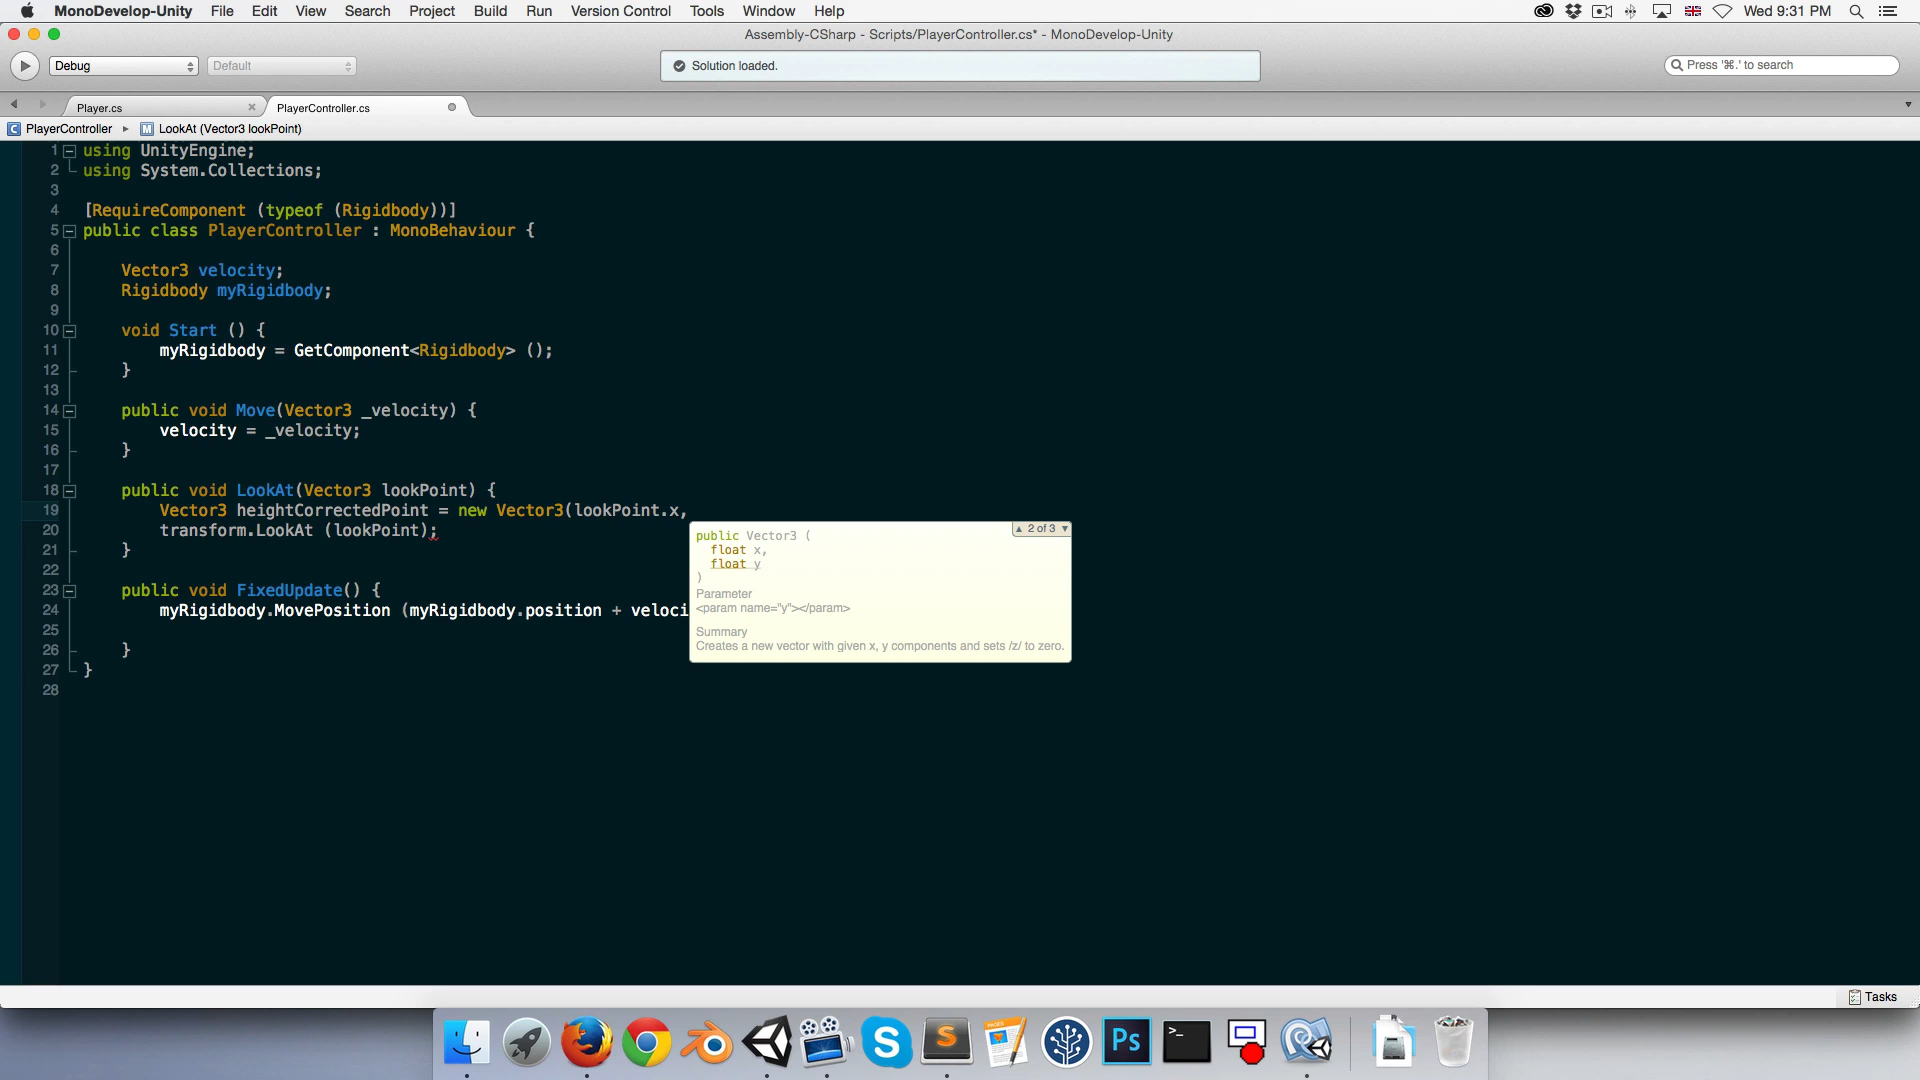 MonoDevelop-Unity File Edit View Search Project Build Run Version Control Tools Window Help Wed 9:31 PM
Assembly-CSharp - Scripts/PlayerController.cs* - MonoDevelop-Unity
Debug Default Solution loaded. Press '⌘.' to search
Player.cs PlayerController.cs
C PlayerController M LookAt (Vector3 lookPoint)
1 using UnityEngine;
2 using System.Collections;
3
4 [RequireComponent (typeof (Rigidbody))]
5 public class PlayerController : MonoBehaviour {
6
7 Vector3 velocity;
8 Rigidbody myRigidbody;
9
10 void Start () {
11 myRigidbody = GetComponent<Rigidbody> ();
12 }
13
14 public void Move(Vector3 _velocity) {
15 velocity = _velocity;
16 }
17
18 public void LookAt(Vector3 lookPoint) {
19 Vector3 heightCorrectedPoint = new Vector3(lookPoint.x,
20 transform.LookAt (lookPoint);
21 }
22
23 public void FixedUpdate() {
24 myRigidbody.MovePosition (myRigidbody.position + veloci
25
26 }
27 }
28
2 of 3
public Vector3 (
float x,
float y
)
Parameter
<param name="y"></param>
Summary
Creates a new vector with given x, y components and sets /z/ to zero.
Tasks
S S PAGES Ps >_